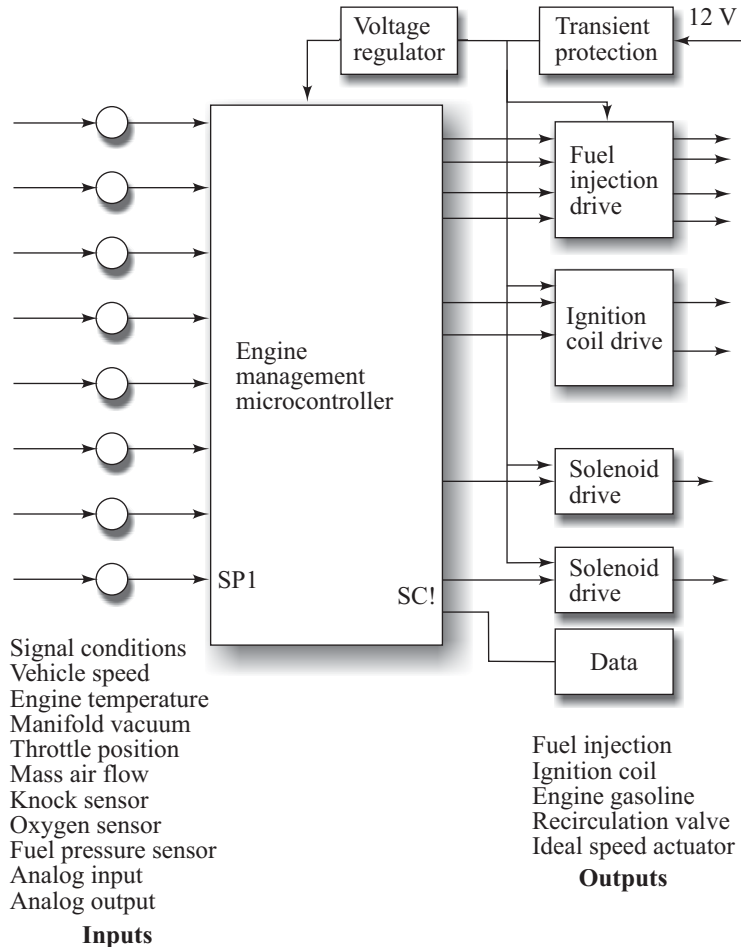 Voltage
regulator
Transient
protection
12 V
Fuel
injection
drive
Ignition
coil drive
Engine
management
microcontroller
Solenoid
drive
Solenoid
drive
SP1
SC!
Data
Signal conditions
Vehicle speed
Engine temperature
Manifold vacuum
Throttle position
Mass air flow
Knock sensor
Oxygen sensor
Fuel pressure sensor
Analog input
Analog output
Inputs
Fuel injection
Ignition coil
Engine gasoline
Recirculation valve
Ideal speed actuator
Outputs